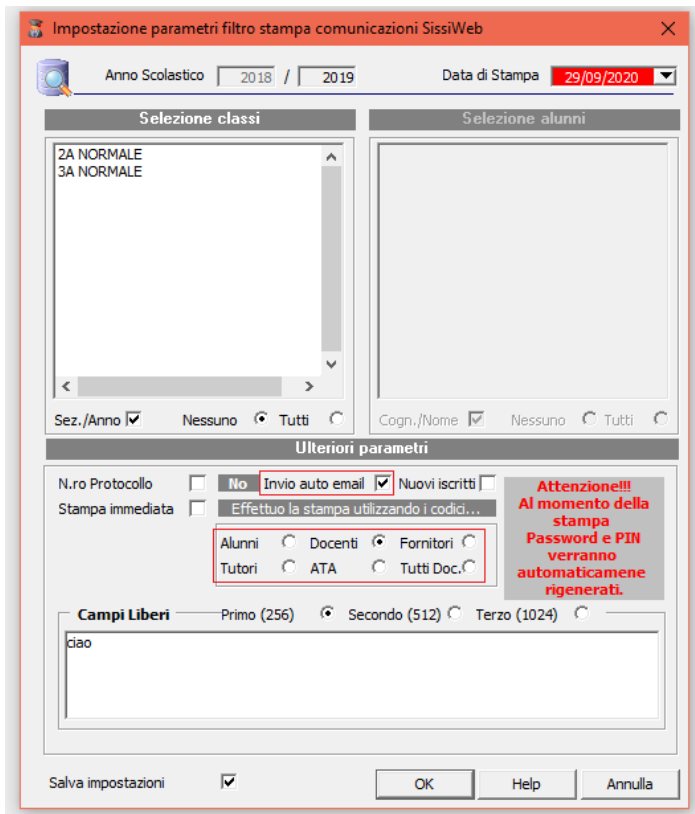 Impostazione parametri filtro stampa comunicazioni SissiWeb
Anno Scolastico 2018 / 2019 Data di Stampa 29/09/2020
Selezione classi
2A NORMALE
3A NORMALE
Sez./Anno Nessuno Tutti
Selezione alunni
Cogn./Nome Nessuno Tutti
Ulteriori parametri
N.ro Protocollo No Invio auto email Nuovi iscritti
Stampa immediata Effettuo la stampa utilizzando i codici...
Alunni Docenti Fornitori
Tutori ATA Tutti Doc.
Attenzione!!!
Al momento della
stampa
Password e PIN
verranno
automaticamene
rigenerati.
Campi Liberi Primo (256) Secondo (512) Terzo (1024)
ciao
Salva impostazioni OK Help Annulla